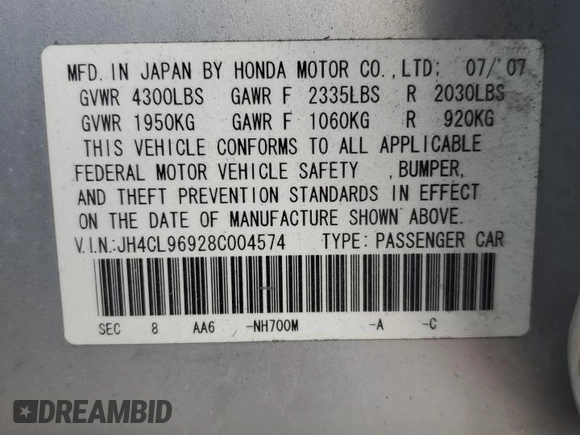 MFD. IN JAPAN BY HONDA MOTOR CO., LTD; 07/'07
GVWR 4300LBS GAWR F 2335LBS R 2030LBS
GVWR 1950KG GAWR F 1060KG R 920KG
THIS VEHICLE CONFORMS TO ALL APPLICABLE
FEDERAL MOTOR VEHICLE SAFETY , BUMPER,
AND THEFT PREVENTION STANDARDS IN EFFECT
ON THE DATE OF MANUFACTURE SHOWN ABOVE.
V.I.N.:JH4CL96928C004574 TYPE: PASSENGER CAR
SEC 8 AA6 -NH700M -A -C
DREAMBID